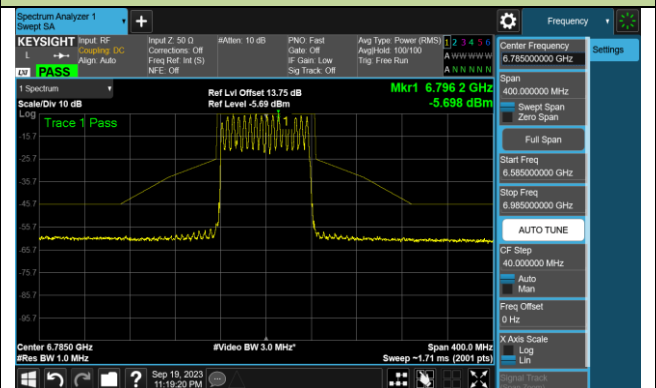 Spectrum Analyzer 1
Swept SA
+
Frequency
KEYSIGHT
Input: RF
Coupling: DC
Align: Auto
Input Z: 50 Ω
Corrections: Off
Freq Ref: Int (S)
NFE: Off
#Atten: 10 dB
PNO: Fast
Gate: Off
IF Gain: Low
Sig Track: Off
Avg Type: Power (RMS)
Avg|Hold: 100/100
Trig: Free Run
1 2 3 4 5 6
A W W W W W
A N N N N N
L
LXI
PASS
Center Frequency
6.785000000 GHz
Settings
Span
400.000000 MHz
Swept Span
Zero Span
Full Span
Start Freq
6.585000000 GHz
Stop Freq
6.985000000 GHz
AUTO TUNE
CF Step
40.000000 MHz
Auto
Man
Freq Offset
0 Hz
X Axis Scale
Log
Lin
Signal Track
1 Spectrum
Scale/Div 10 dB
Ref Lvl Offset 13.75 dB
Ref Level -5.69 dBm
Mkr1 6.796 2 GHz
-5.698 dBm
Log
Trace 1 Pass
1
-15.7
-25.7
-35.7
-45.7
-55.7
-65.7
-75.7
-85.7
-95.7
Center 6.7850 GHz
#Res BW 1.0 MHz
#Video BW 3.0 MHz*
Span 400.0 MHz
Sweep ~1.71 ms (2001 pts)
?
Sep 19, 2023
11:19:20 PM